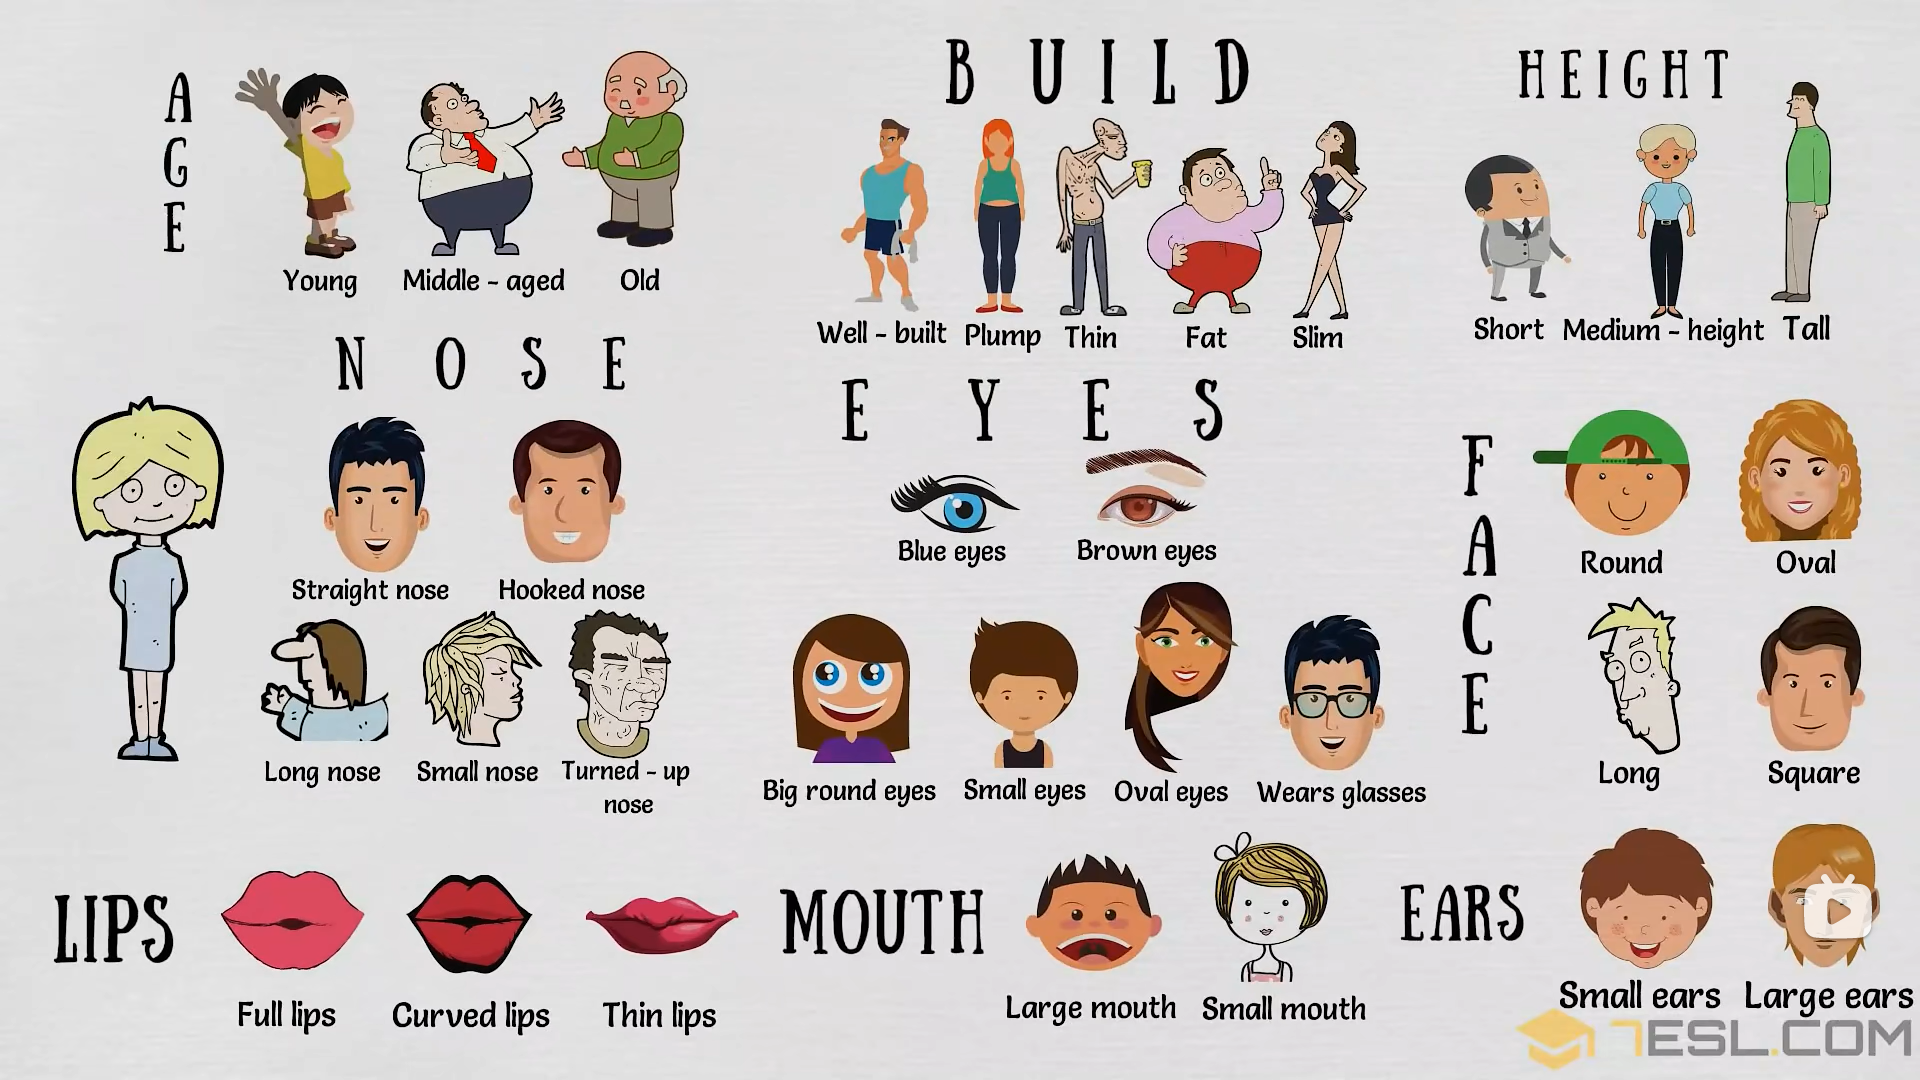 AGE
Young
Middle - aged
Old
BUILD
Well - built
Plump
Thin
Fat
Slim
HEIGHT
Short
Medium - height
Tall
NOSE
Straight nose
Hooked nose
Long nose
Small nose
Turned - up
nose
EYES
Blue eyes
Brown eyes
Big round eyes
Small eyes
Oval eyes
Wears glasses
FACE
Round
Oval
Long
Square
LIPS
Full lips
Curved lips
Thin lips
MOUTH
Large mouth
Small mouth
EARS
Small ears
Large ears
7ESL.COM